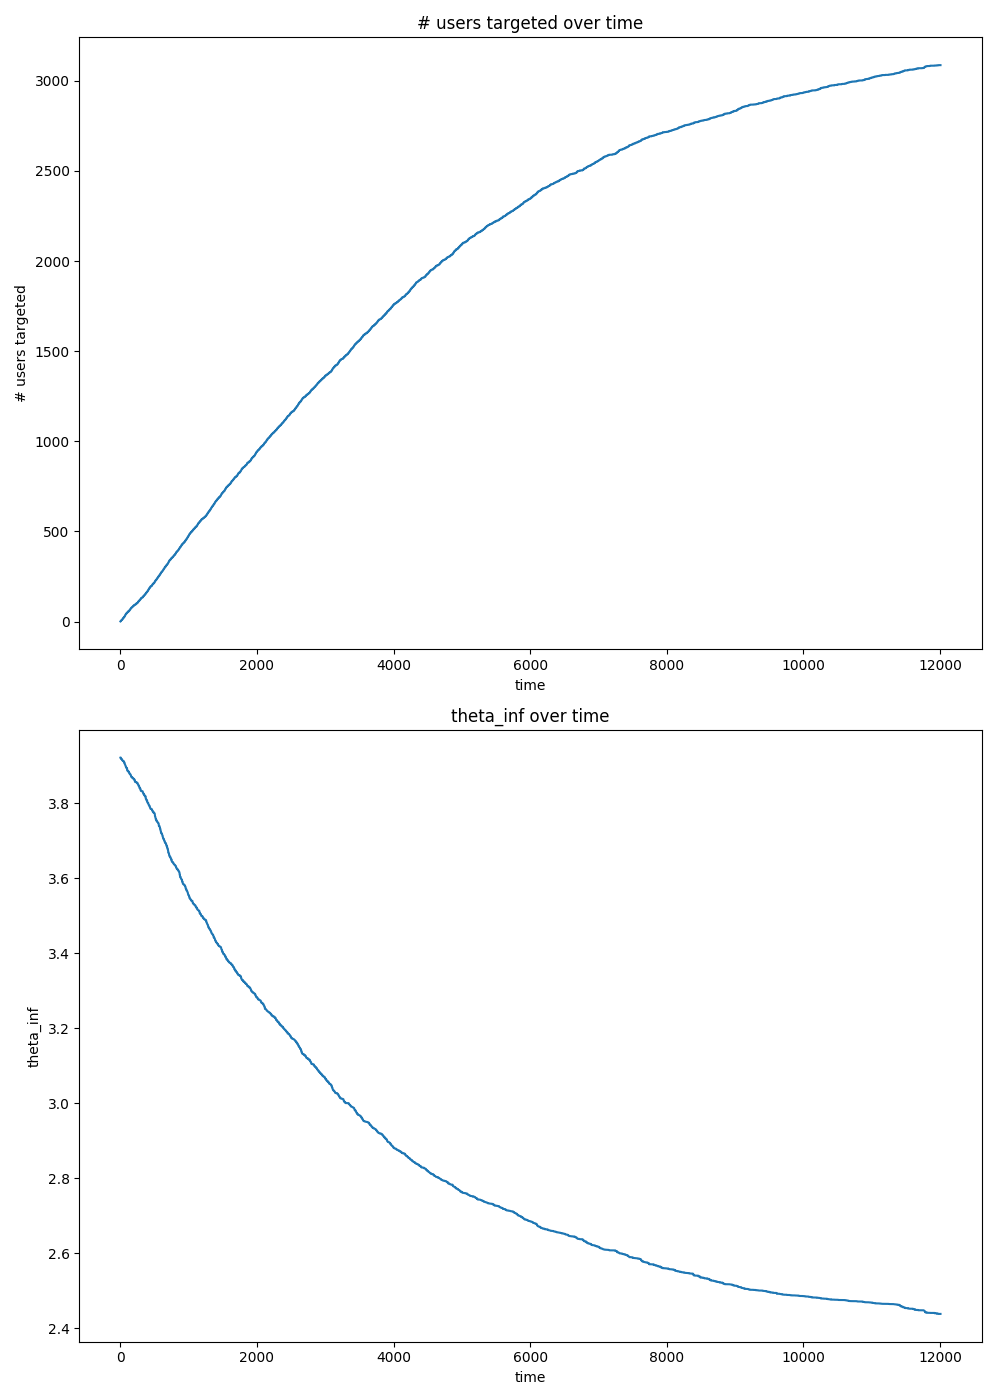 # users targeted over time
3000
2500
2000
1500
1000
500
0
# users targeted
0 2000 4000 6000 8000 10000 12000
time
theta_inf over time
3.8
3.6
3.4
3.2
3.0
2.8
2.6
2.4
theta_inf
0 2000 4000 6000 8000 10000 12000
time